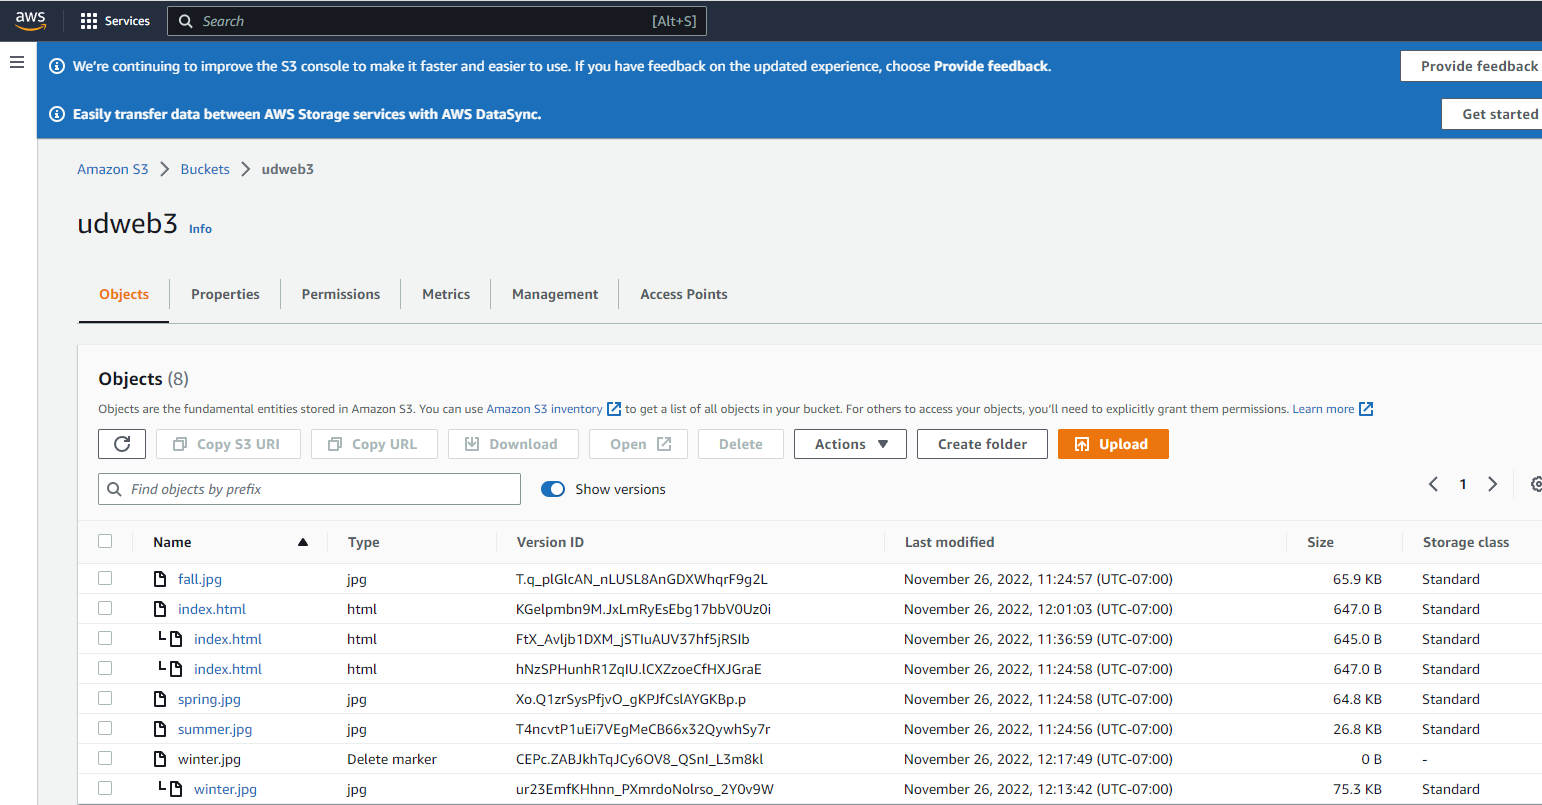 aws Services Search [Alt+S]
We're continuing to improve the S3 console to make it faster and easier to use. If you have feedback on the updated experience, choose Provide feedback. Provide feedback
Easily transfer data between AWS Storage services with AWS DataSync. Get started
Amazon S3 Buckets udweb3
udweb3 Info
Objects Properties Permissions Metrics Management Access Points
Objects (8)
Objects are the fundamental entities stored in Amazon S3. You can use Amazon S3 inventory to get a list of all objects in your bucket. For others to access your objects, you'll need to explicitly grant them permissions. Learn more
Copy S3 URI Copy URL Download Open Delete Actions Create folder Upload
Find objects by prefix Show versions 1
Name Type Version ID Last modified Size Storage class
fall.jpg jpg T.q_plGlcAN_nLUSL8AnGDXWhqrF9g2L November 26, 2022, 11:24:57 (UTC-07:00) 65.9 KB Standard
index.html html KGelpmbn9M.JxLmRyEsEbg17bbV0Uz0i November 26, 2022, 12:01:03 (UTC-07:00) 647.0 B Standard
index.html html FtX_Avljb1DXM_jSTIuAUV37hf5jRSIb November 26, 2022, 11:36:59 (UTC-07:00) 645.0 B Standard
index.html html hNzSPHunhR1ZqIU.lCXZzoeCfHXJGraE November 26, 2022, 11:24:58 (UTC-07:00) 647.0 B Standard
spring.jpg jpg Xo.Q1zrSysPfjvO_gKPJfCslAYGKBp.p November 26, 2022, 11:24:58 (UTC-07:00) 64.8 KB Standard
summer.jpg jpg T4ncvtP1uEi7VEgMeCB66x32QywhSy7r November 26, 2022, 11:24:56 (UTC-07:00) 26.8 KB Standard
winter.jpg Delete marker CEPc.ZABJkhTqJCy6OV8_QSnI_L3m8kl November 26, 2022, 12:17:49 (UTC-07:00) 0 B -
winter.jpg jpg ur23EmfKHhnn_PXmrdoNolrso_2Y0v9W November 26, 2022, 12:13:42 (UTC-07:00) 75.3 KB Standard